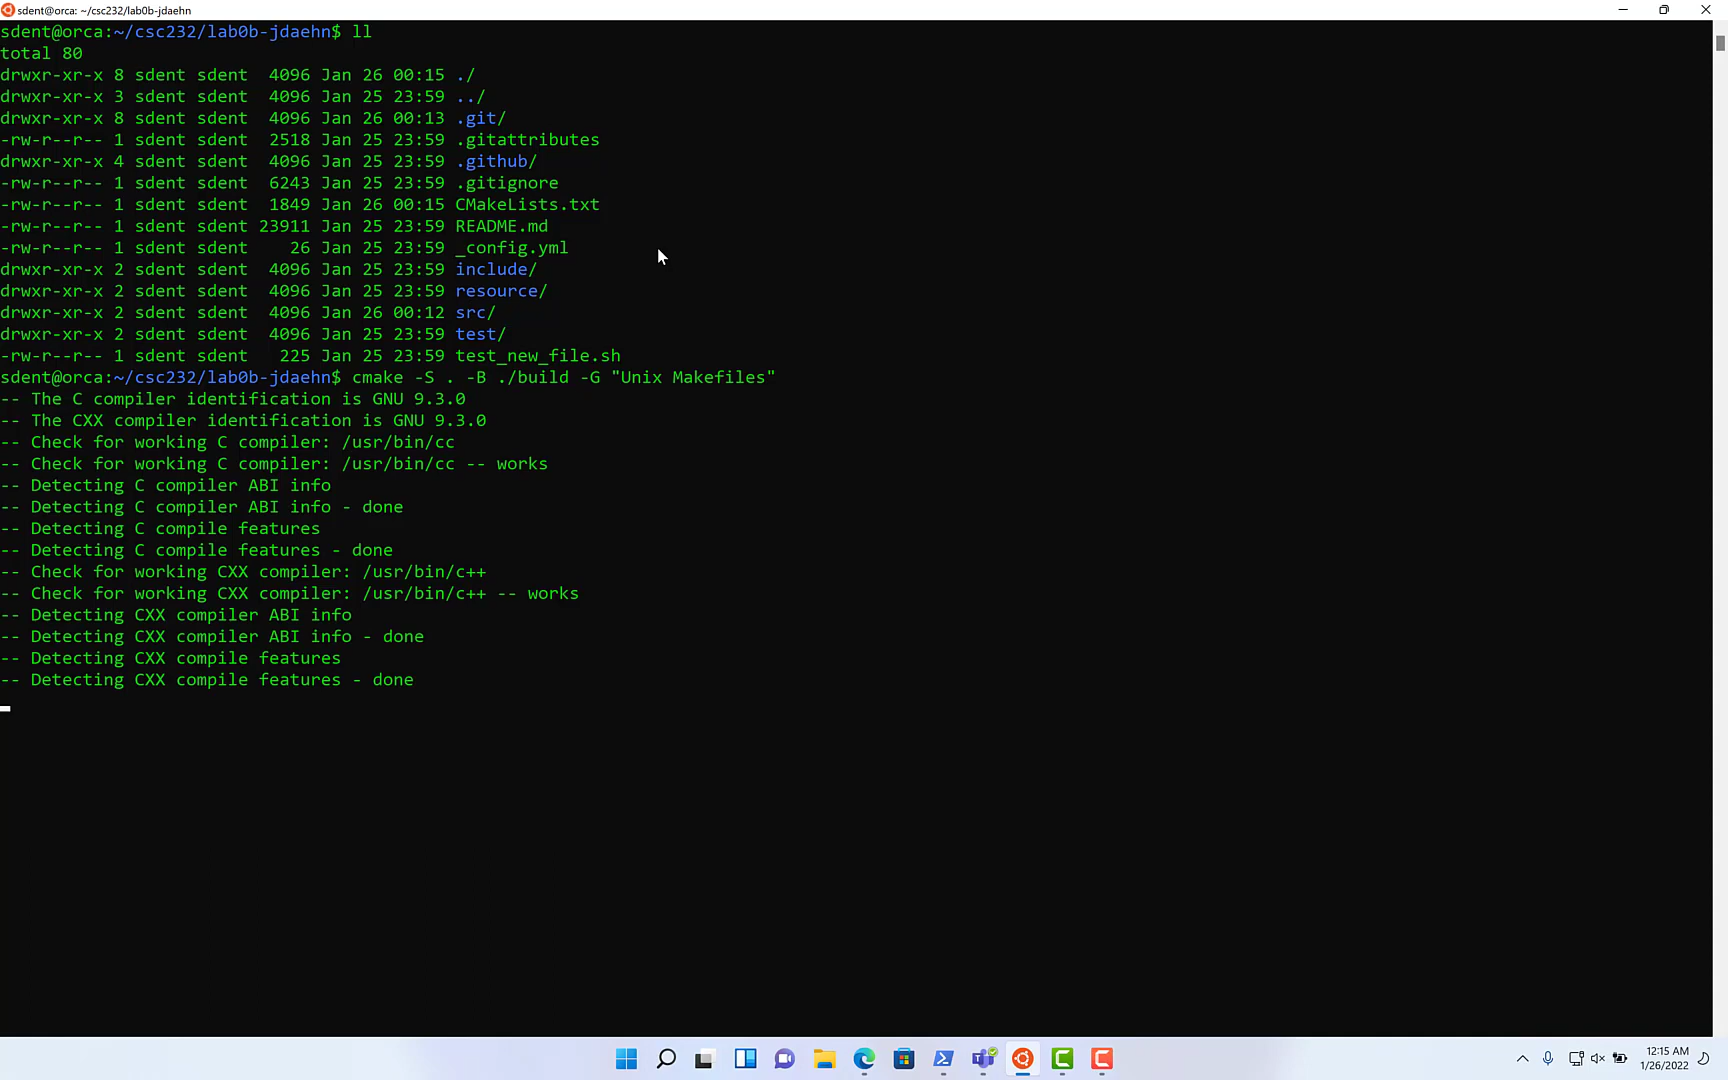 sdent@orca: ~/csc232/lab0b-jdaehn
sdent@orca:~/csc232/lab0b-jdaehn$ ll
total 80
drwxr-xr-x 8 sdent sdent  4096 Jan 26 00:15 ./
drwxr-xr-x 3 sdent sdent  4096 Jan 25 23:59 ../
drwxr-xr-x 8 sdent sdent  4096 Jan 26 00:13 .git/
-rw-r--r-- 1 sdent sdent  2518 Jan 25 23:59 .gitattributes
drwxr-xr-x 4 sdent sdent  4096 Jan 25 23:59 .github/
-rw-r--r-- 1 sdent sdent  6243 Jan 25 23:59 .gitignore
-rw-r--r-- 1 sdent sdent  1849 Jan 26 00:15 CMakeLists.txt
-rw-r--r-- 1 sdent sdent 23911 Jan 25 23:59 README.md
-rw-r--r-- 1 sdent sdent    26 Jan 25 23:59 _config.yml
drwxr-xr-x 2 sdent sdent  4096 Jan 25 23:59 include/
drwxr-xr-x 2 sdent sdent  4096 Jan 25 23:59 resource/
drwxr-xr-x 2 sdent sdent  4096 Jan 26 00:12 src/
drwxr-xr-x 2 sdent sdent  4096 Jan 25 23:59 test/
-rw-r--r-- 1 sdent sdent   225 Jan 25 23:59 test_new_file.sh
sdent@orca:~/csc232/lab0b-jdaehn$ cmake -S . -B ./build -G "Unix Makefiles"
-- The C compiler identification is GNU 9.3.0
-- The CXX compiler identification is GNU 9.3.0
-- Check for working C compiler: /usr/bin/cc
-- Check for working C compiler: /usr/bin/cc -- works
-- Detecting C compiler ABI info
-- Detecting C compiler ABI info - done
-- Detecting C compile features
-- Detecting C compile features - done
-- Check for working CXX compiler: /usr/bin/c++
-- Check for working CXX compiler: /usr/bin/c++ -- works
-- Detecting CXX compiler ABI info
-- Detecting CXX compiler ABI info - done
-- Detecting CXX compile features
-- Detecting CXX compile features - done
12:15 AM
1/26/2022